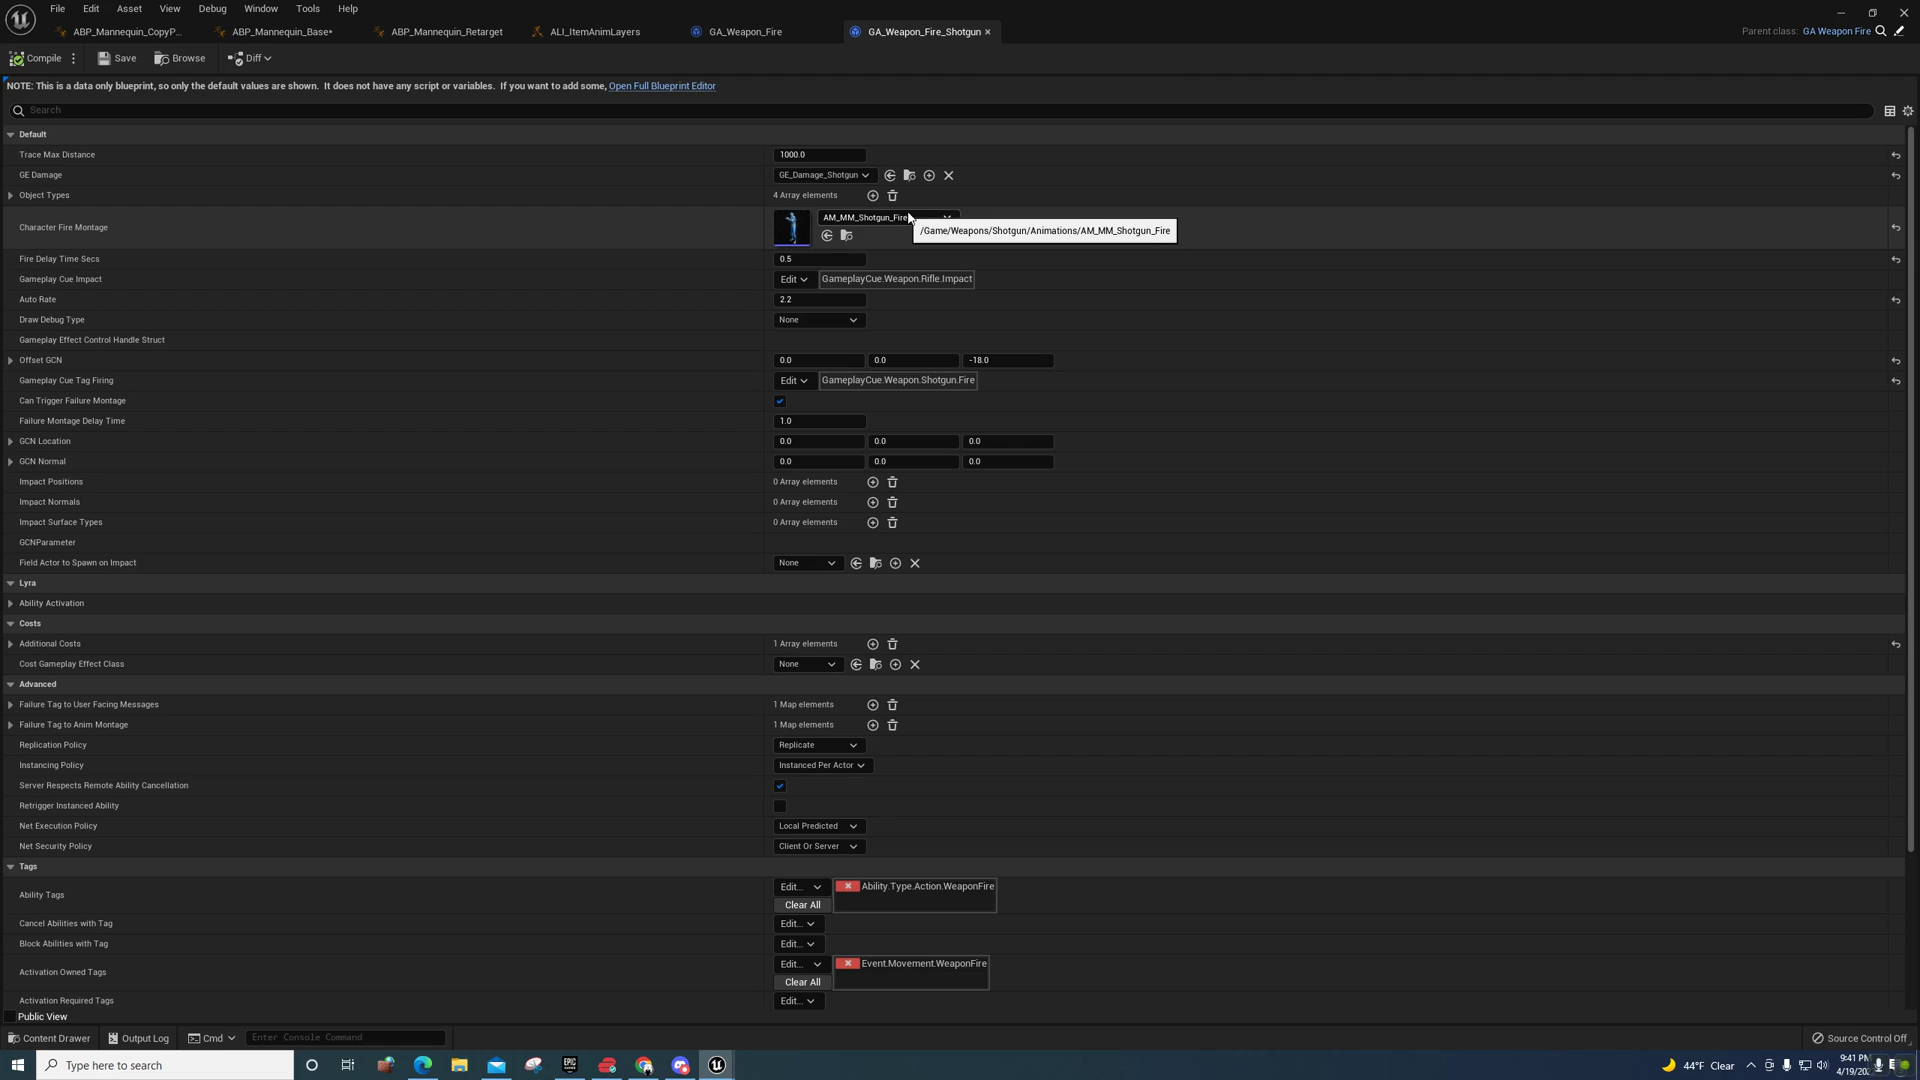 File Edit Asset View Debug Window Tools Help
ABP_Mannequin_CopyP... ABP_Mannequin_Base* ABP_Mannequin_Retarget ALI_ItemAnimLayers GA_Weapon_Fire GA_Weapon_Fire_Shotgun Parent class: GA Weapon Fire
Compile Save Browse Diff
NOTE: This is a data only blueprint, so only the default values are shown. It does not have any script or variables. If you want to add some, Open Full Blueprint Editor
Search
Default
Trace Max Distance 1000.0
GE Damage GE_Damage_Shotgun
Object Types 4 Array elements
Character Fire Montage AM_MM_Shotgun_Fire
/Game/Weapons/Shotgun/Animations/AM_MM_Shotgun_Fire
Fire Delay Time Secs 0.5
Gameplay Cue Impact Edit GameplayCue.Weapon.Rifle.Impact
Auto Rate 2.2
Draw Debug Type None
Gameplay Effect Control Handle Struct
Offset GCN 0.0 0.0 -18.0
Gameplay Cue Tag Firing Edit GameplayCue.Weapon.Shotgun.Fire
Can Trigger Failure Montage
Failure Montage Delay Time 1.0
GCN Location 0.0 0.0 0.0
GCN Normal 0.0 0.0 0.0
Impact Positions 0 Array elements
Impact Normals 0 Array elements
Impact Surface Types 0 Array elements
GCNParameter
Field Actor to Spawn on Impact None
Lyra
Ability Activation
Costs
Additional Costs 1 Array elements
Cost Gameplay Effect Class None
Advanced
Failure Tag to User Facing Messages 1 Map elements
Failure Tag to Anim Montage 1 Map elements
Replication Policy Replicate
Instancing Policy Instanced Per Actor
Server Respects Remote Ability Cancellation
Retrigger Instanced Ability
Net Execution Policy Local Predicted
Net Security Policy Client Or Server
Tags
Ability Tags Edit... Ability.Type.Action.WeaponFire
Clear All
Cancel Abilities with Tag Edit...
Block Abilities with Tag Edit...
Activation Owned Tags Edit... Event.Movement.WeaponFire
Clear All
Activation Required Tags Edit...
Public View
Content Drawer Output Log Cmd Enter Console Command Source Control Off
Type here to search EPIC GAMES 44°F Clear 9:41 PM
4/19/20